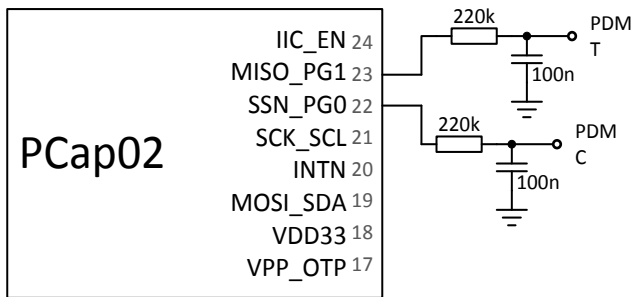 PCap02
IIC_EN 24
MISO_PG1 23
SSN_PG0 22
SCK_SCL 21
INTN 20
MOSI_SDA 19
VDD33 18
VPP_OTP 17
220k
PDM
T
100n
220k
PDM
C
100n